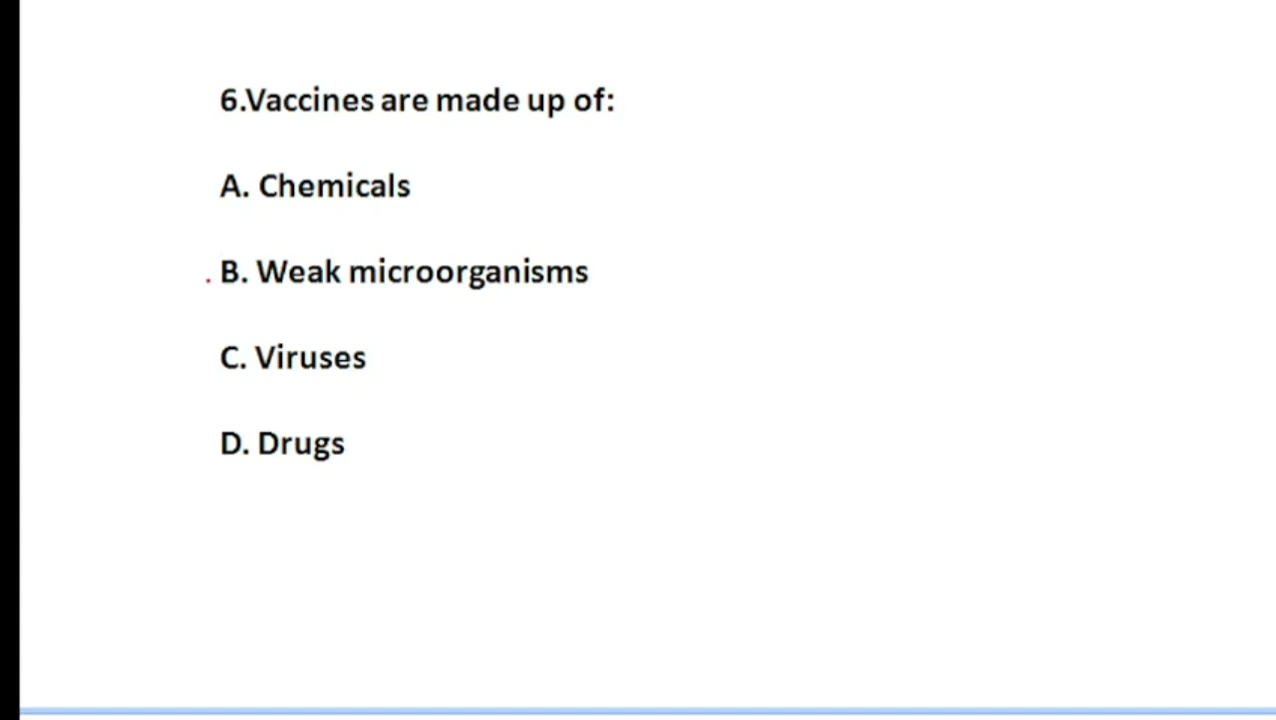 6.Vaccines are made up of:
A. Chemicals
. B. Weak microorganisms
C. Viruses
D. Drugs